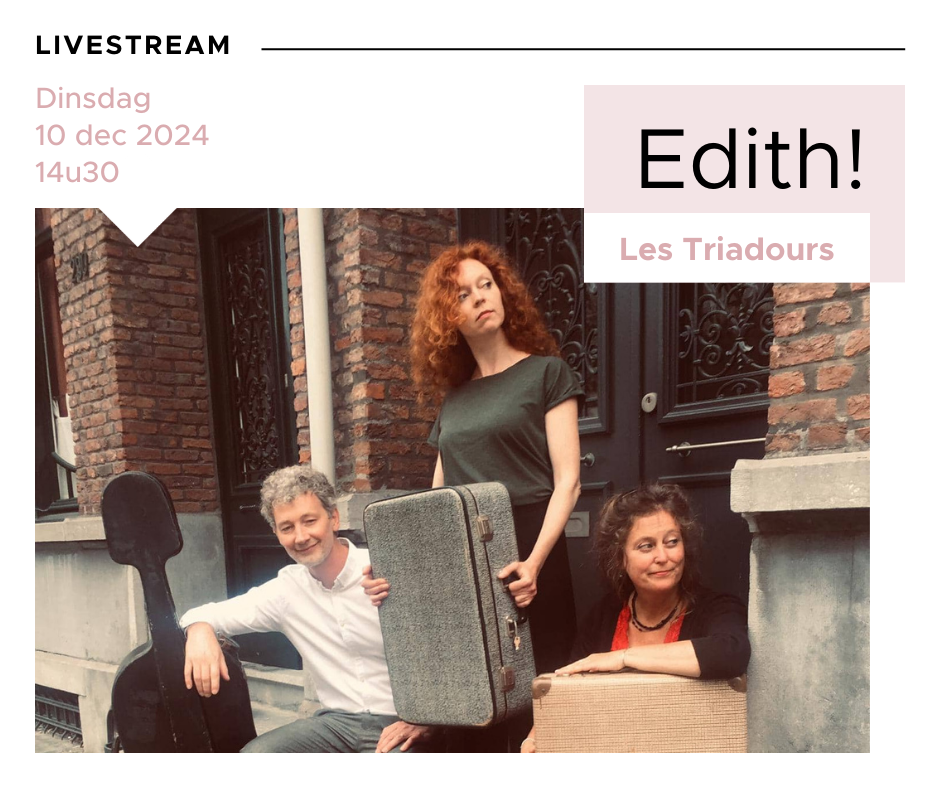 LIVESTREAM
Dinsdag
10 dec 2024
14u30
Edith!
Les Triadours